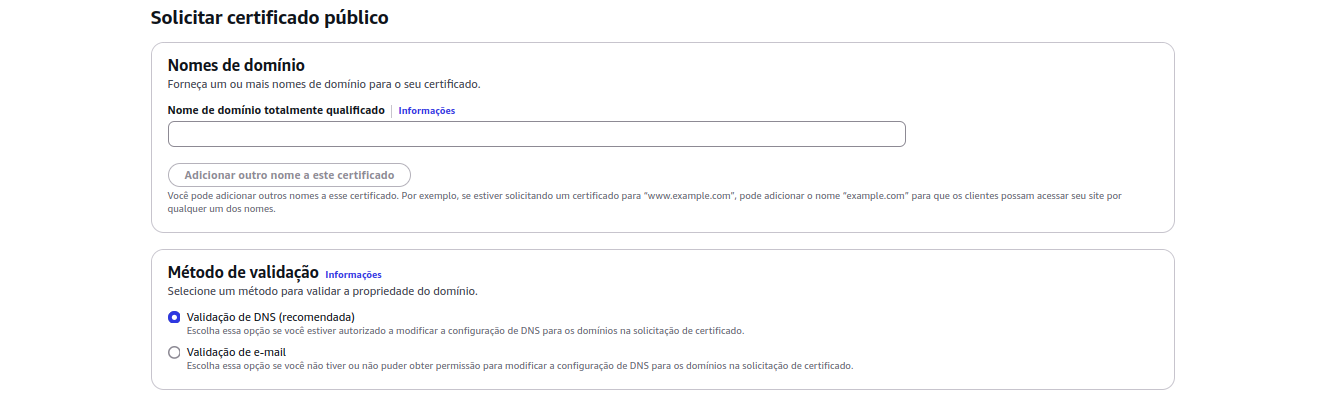 Solicitar certificado público
Nomes de domínio
Forneça um ou mais nomes de domínio para o seu certificado.
Nome de domínio totalmente qualificado | Informações
Adicionar outro nome a este certificado
Você pode adicionar outros nomes a esse certificado. Por exemplo, se estiver solicitando um certificado para “www.example.com”, pode adicionar o nome “example.com” para que os clientes possam acessar seu site por
qualquer um dos nomes.
Método de validação Informações
Selecione um método para validar a propriedade do domínio.
Validação de DNS (recomendada)
Escolha essa opção se você estiver autorizado a modificar a configuração de DNS para os domínios na solicitação de certificado.
Validação de e-mail
Escolha essa opção se você não tiver ou não puder obter permissão para modificar a configuração de DNS para os domínios na solicitação de certificado.